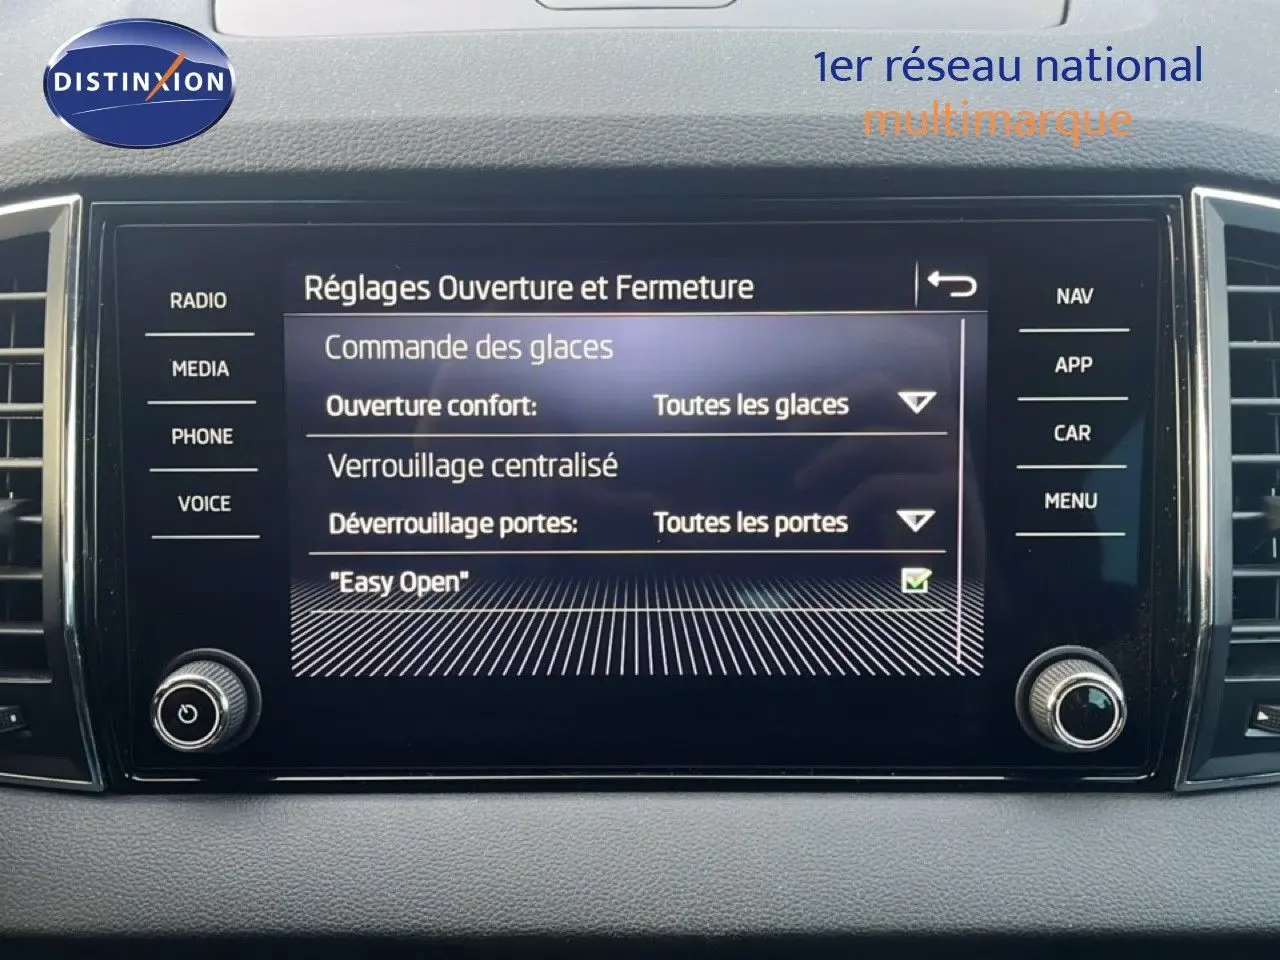 DISTINXION
1er réseau national
multimarque
Réglages Ouverture et Fermeture
RADIO
MEDIA
PHONE
VOICE
Commande des glaces
Ouverture confort: Toutes les glaces
Verrouillage centralisé
Déverrouillage portes: Toutes les portes
"Easy Open"
NAV
APP
CAR
MENU